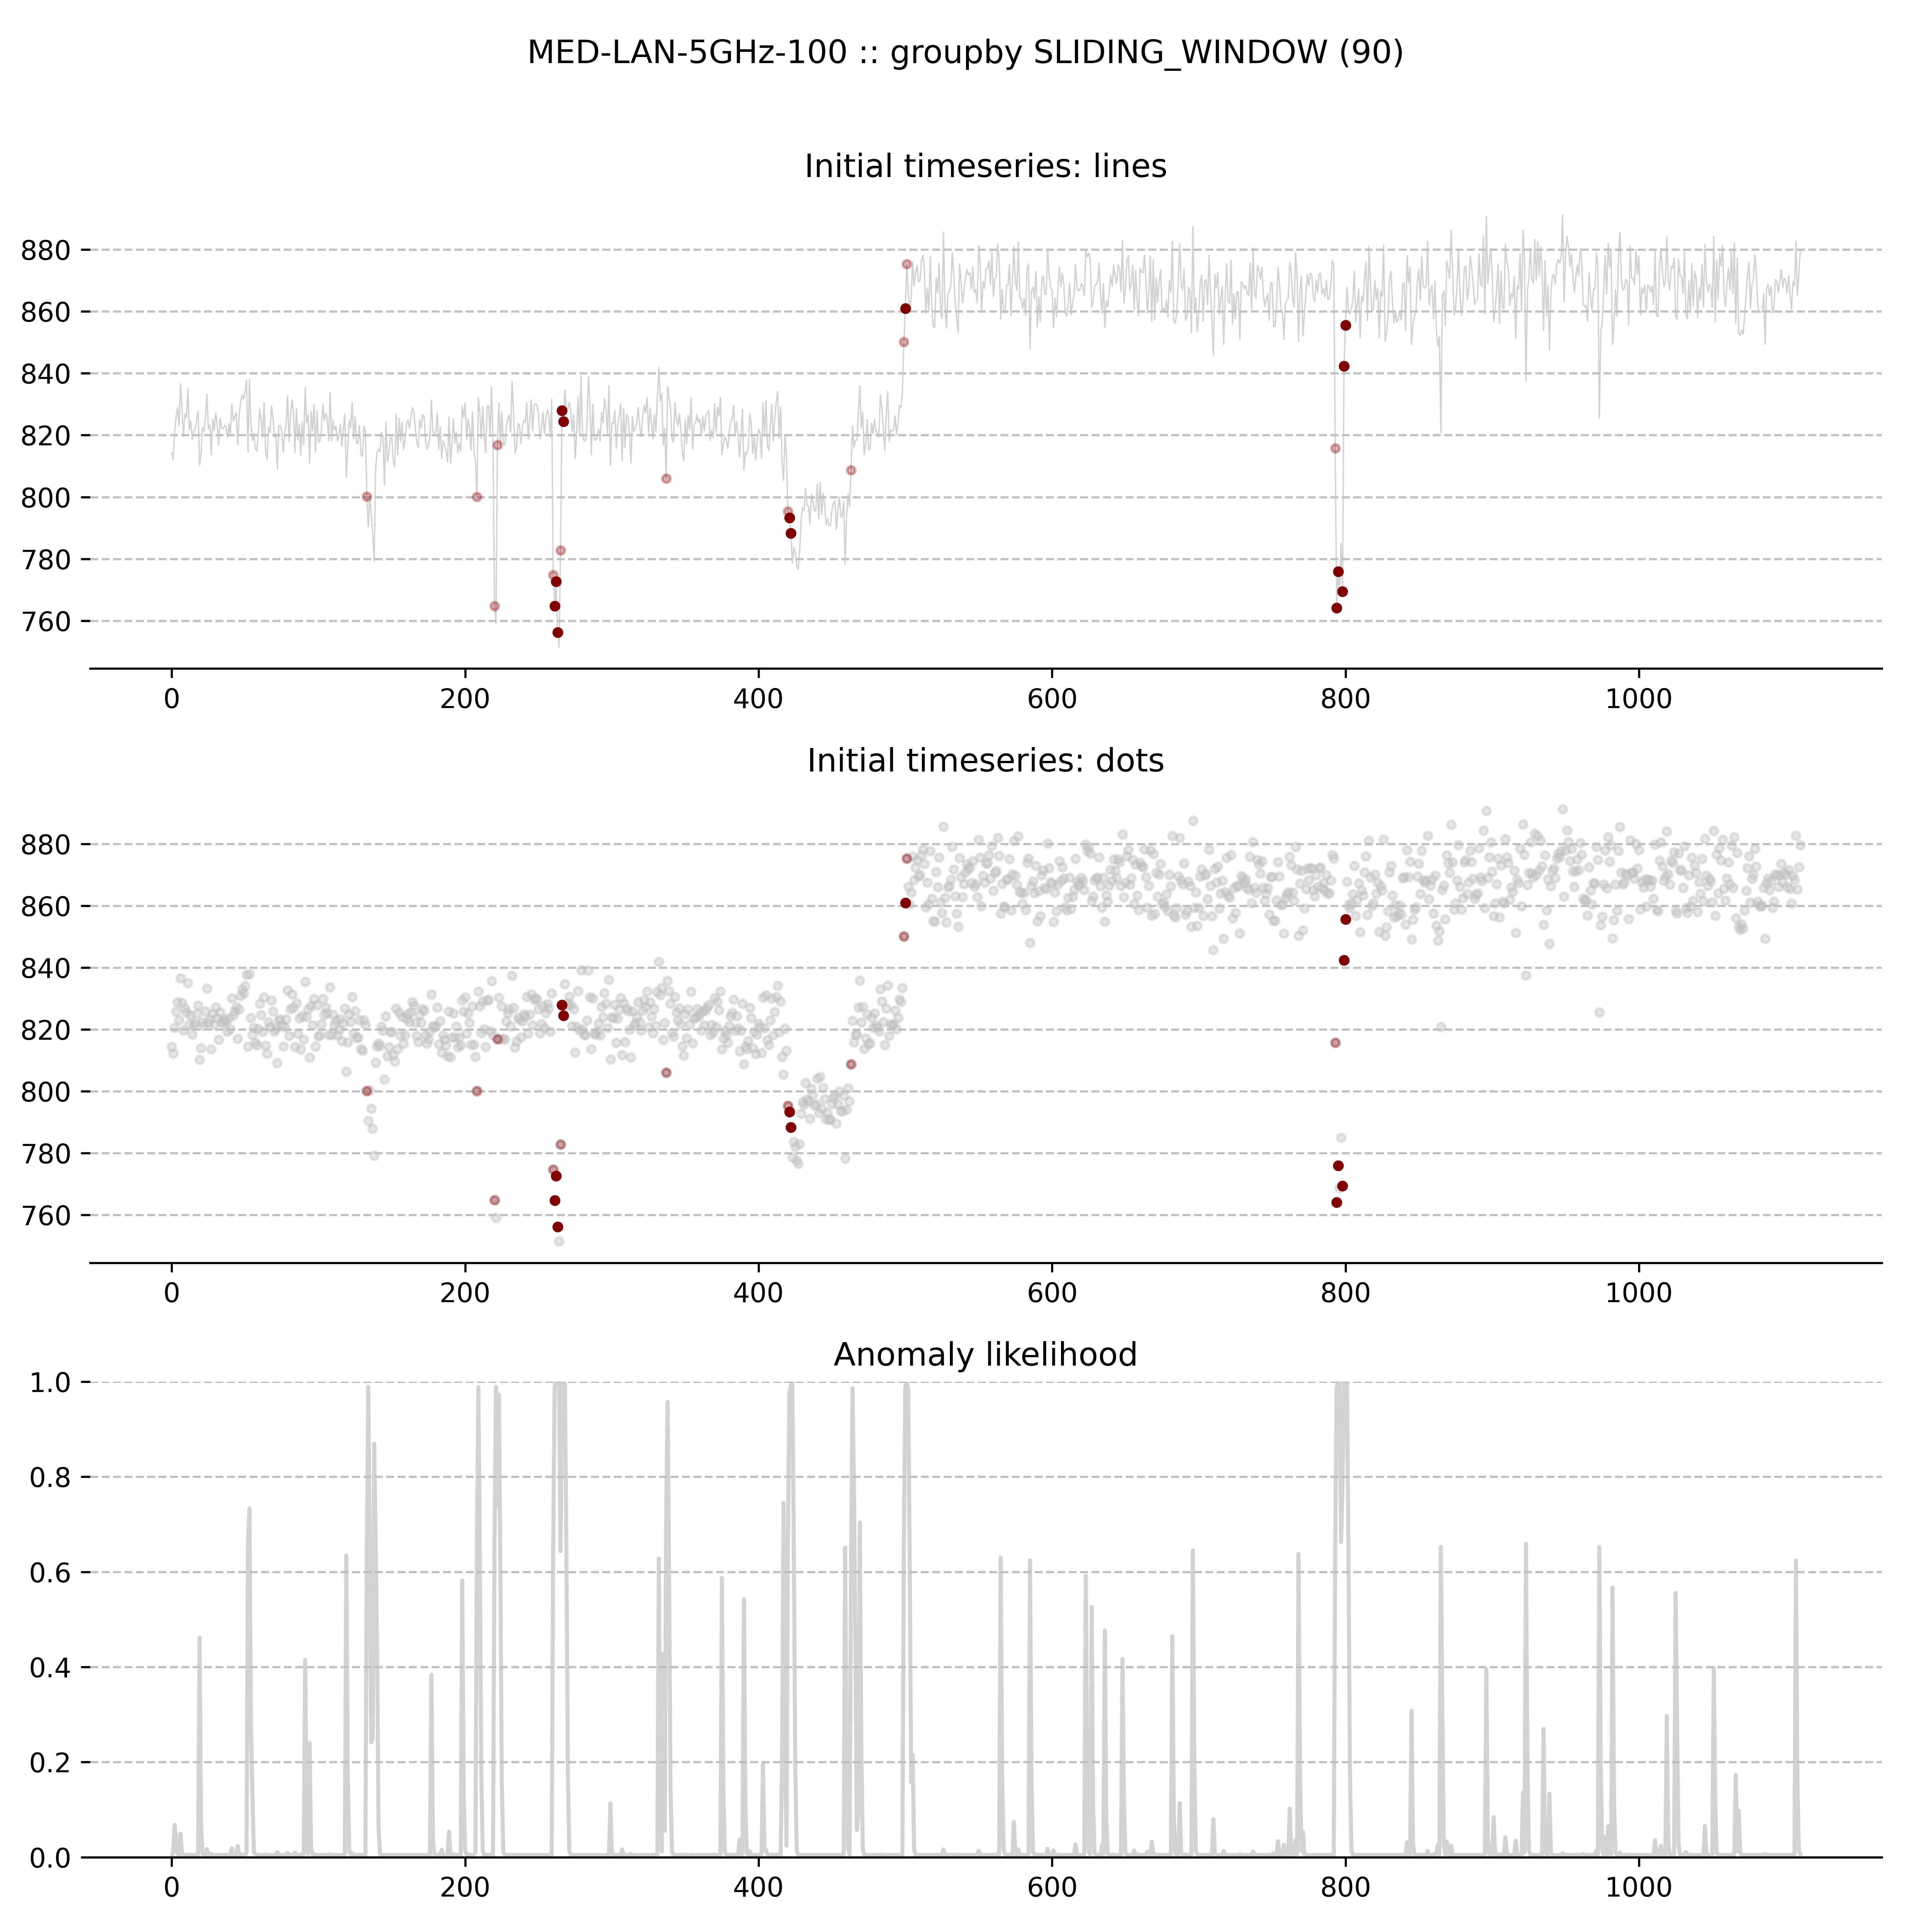 MED-LAN-5GHz-100 :: groupby SLIDING_WINDOW (90)
Initial timeseries: lines
880
860
840
820
800
780
760
0 200 400 600 800 1000
Initial timeseries: dots
880
860
840
820
800
780
760
0 200 400 600 800 1000
Anomaly likelihood
1.0
0.8
0.6
0.4
0.2
0.0
0 200 400 600 800 1000